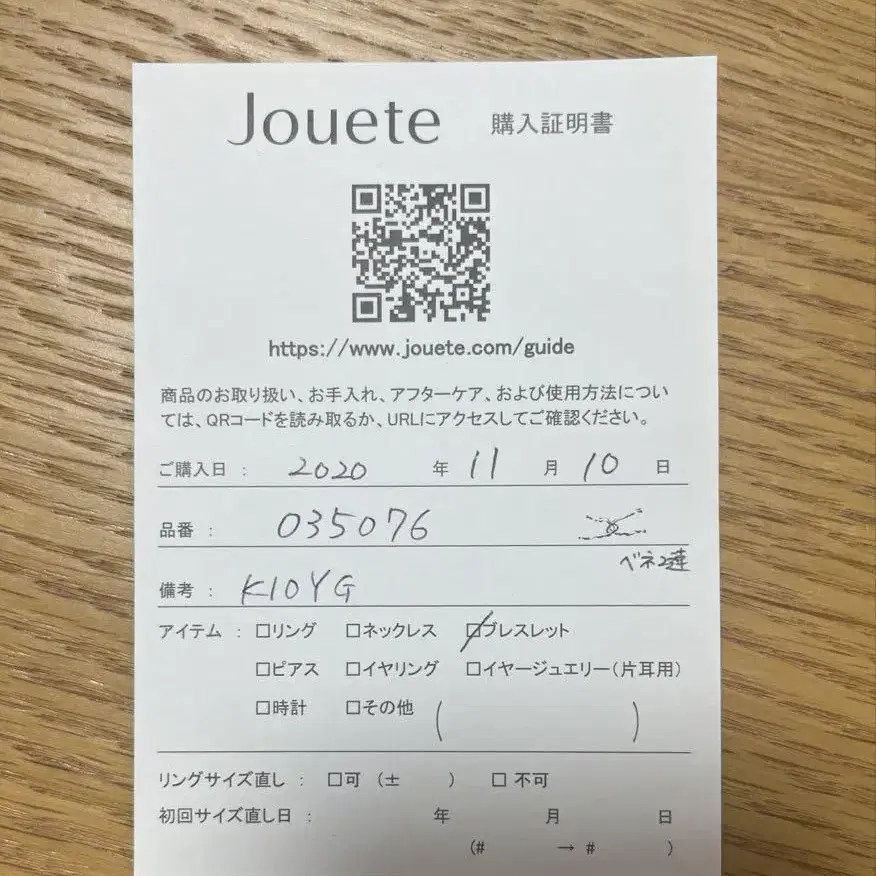 Jouete 購入証明書
https://www.jouete.com/guide
商品のお取り扱い、お手入れ、アフターケア、および使用方法につい
ては、QRコードを読み取るか、URLにアクセスしてご確認ください。
ご購入日 : 2020 年 11 月 10 日
品番 : 035076
ベネ2連
備考 : K10YG
アイテム : □リング □ネックレス □ブレスレット
□ピアス □イヤリング □イヤージュエリー(片耳用)
□時計 □その他 ( )
リングサイズ直し : □可 (± ) □ 不可
初回サイズ直し日 : 年 月 日
(# → # )